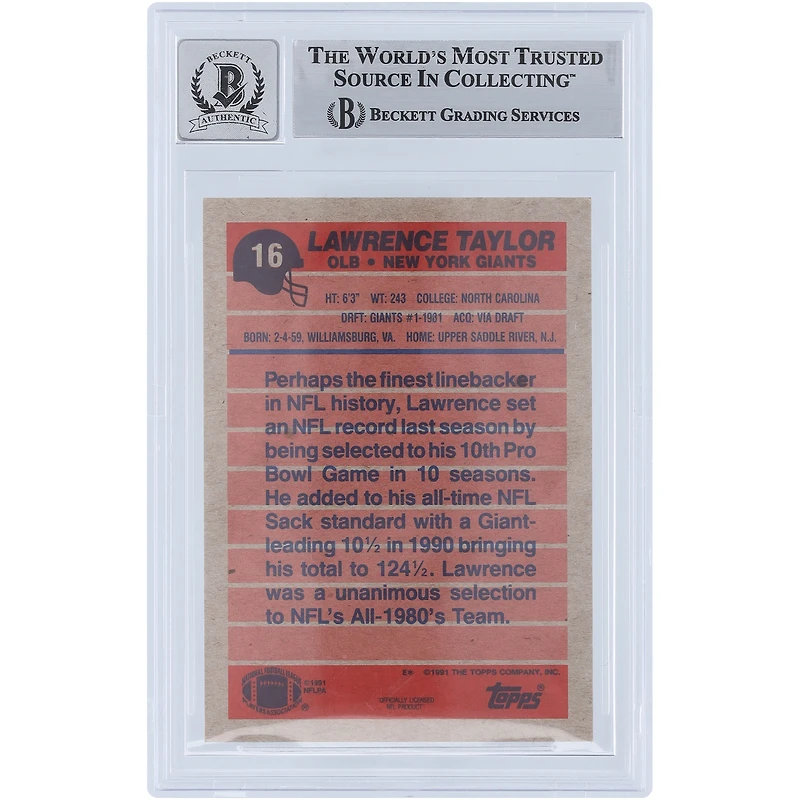 BECKETT
B
AUTHENTIC
THE WORLD'S MOST TRUSTED
SOURCE IN COLLECTING™
B BECKETT GRADING SERVICES
16
LAWRENCE TAYLOR
OLB • NEW YORK GIANTS
HT: 6'3" WT: 243 COLLEGE: NORTH CAROLINA
DRFT: GIANTS #1-1981 ACQ: VIA DRAFT
BORN: 2-4-59, WILLIAMSBURG, VA. HOME: UPPER SADDLE RIVER, N.J.
Perhaps the finest linebacker
in NFL history, Lawrence set
an NFL record last season by
being selected to his 10th Pro
Bowl Game in 10 seasons.
He added to his all-time NFL
Sack standard with a Giant-
leading 10½ in 1990 bringing
his total to 124½. Lawrence
was a unanimous selection
to NFL's All-1980's Team.
E* ©1991 THE TOPPS COMPANY, INC.
©1991
NFLPA
OFFICIALLY LICENSED
NFL PRODUCT
topps®